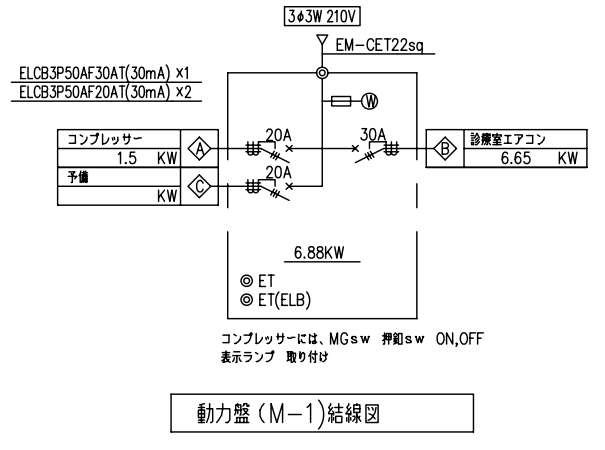 3φ3W 210V
EM-CET22sq
ELCB3P50AF30AT(30mA) ×1
ELCB3P50AF20AT(30mA) ×2
W
コンプレッサー
1.5 KW
A
20A
30A
B
診療室エアコン
6.65 KW
予備
KW
C
20A
6.88KW
◎ ET
◎ ET(ELB)
コンプレッサーには、MGsw 押釦sw ON,OFF
表示ランプ 取り付け
動力盤(M-1)結線図